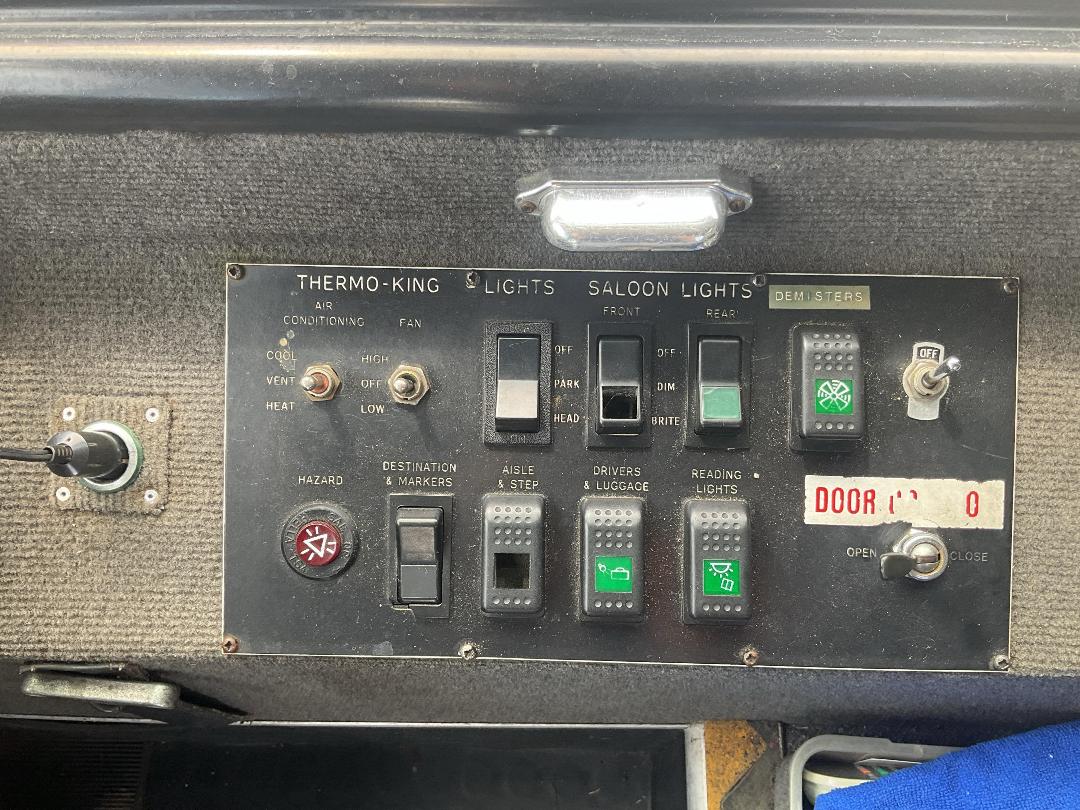 THERMO-KING
LIGHTS
SALOON LIGHTS
DEMISTERS
AIR
CONDITIONING
FAN
FRONT
REAR
COOL
VENT
HEAT
HIGH
OFF
LOW
OFF
PARK
HEAD
ON
OFF
DIM
BRITE
OFF
HAZARD
DESTINATION
& MARKERS
AISLE
& STEP
DRIVERS
& LUGGAGE
READING
LIGHTS
DOOR
OPEN
CLOSE